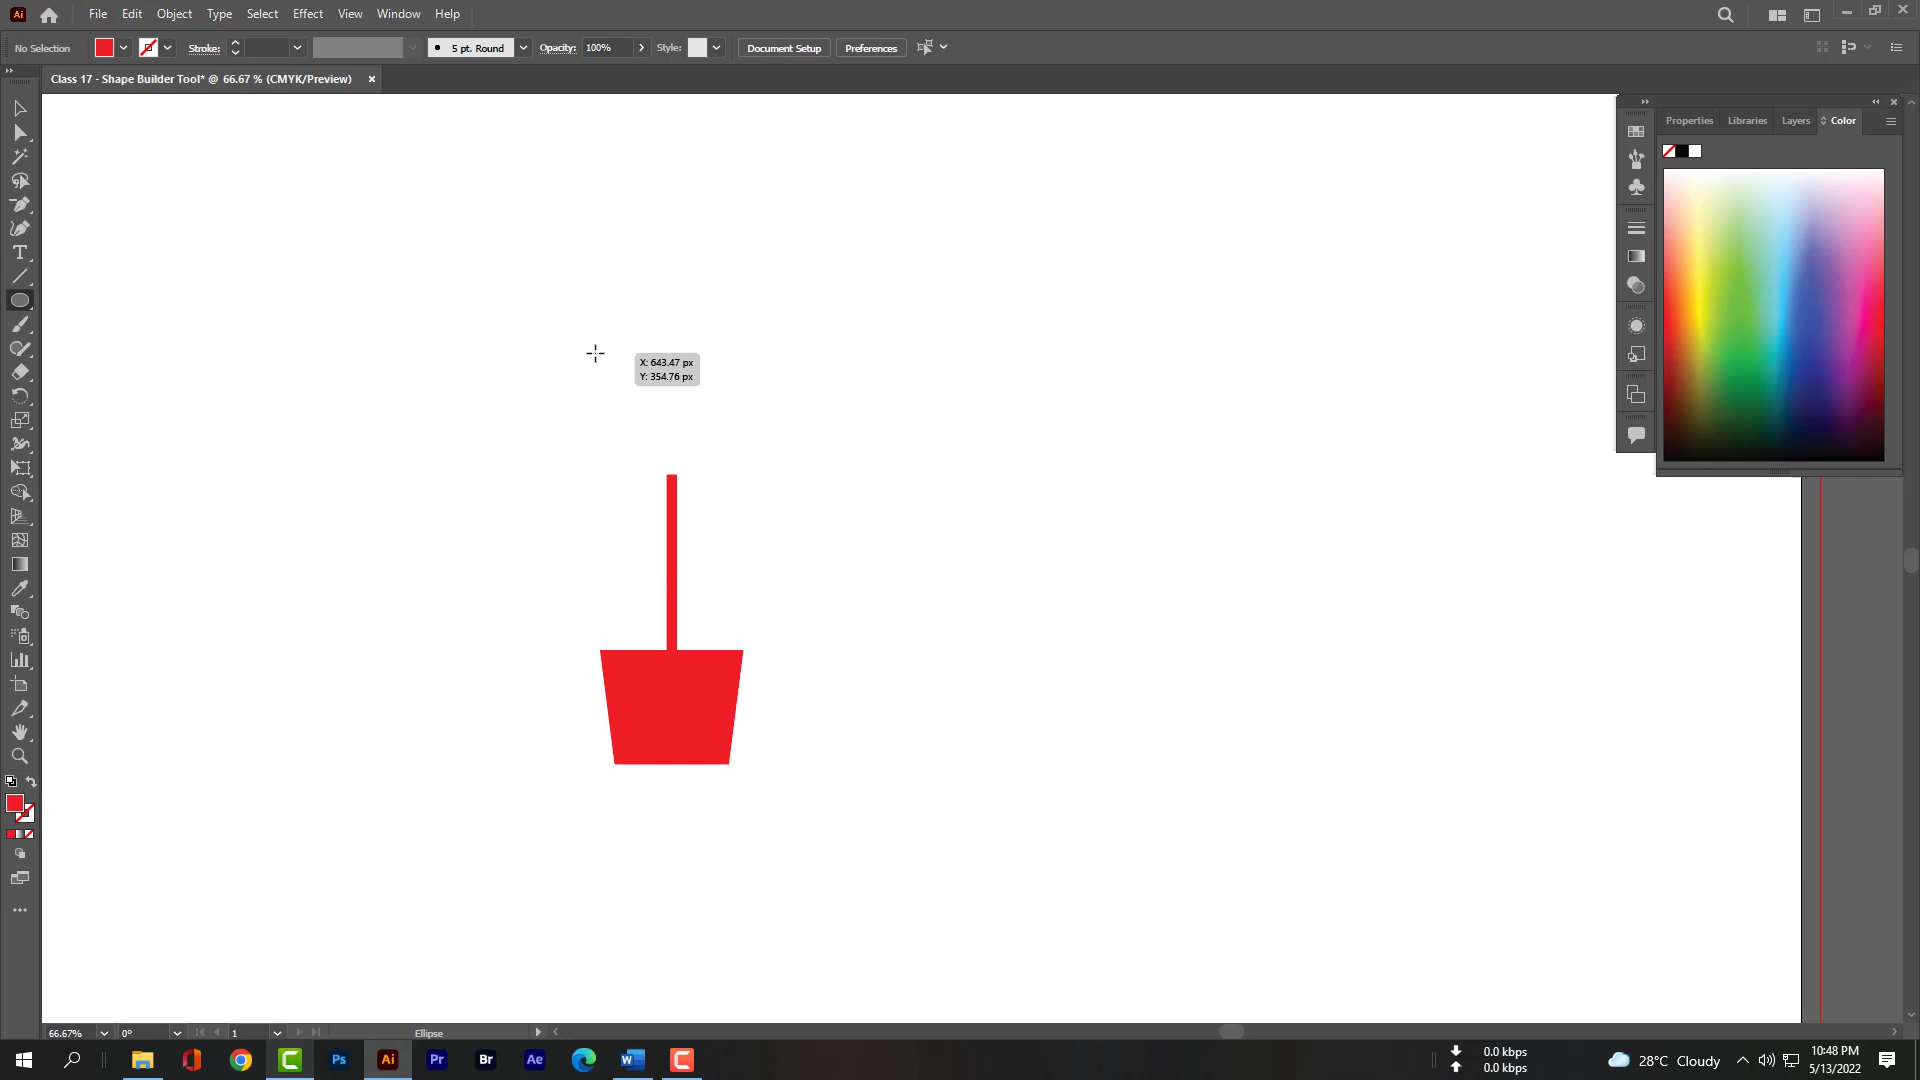 Ai File Edit Object Type Select Effect View Window Help
No Selection Stroke: 5 pt. Round Opacity: 100% Style: Document Setup Preferences
Class 17 - Shape Builder Tool* @ 66.67 % (CMYK/Preview)
Properties Libraries Layers Color
X: 643.47 px
Y: 354.76 px
66.67% 0° 1 Ellipse
Ps Ai Pr Br Ae W
0.0 kbps
0.0 kbps
28°C Cloudy
10:48 PM
5/13/2022